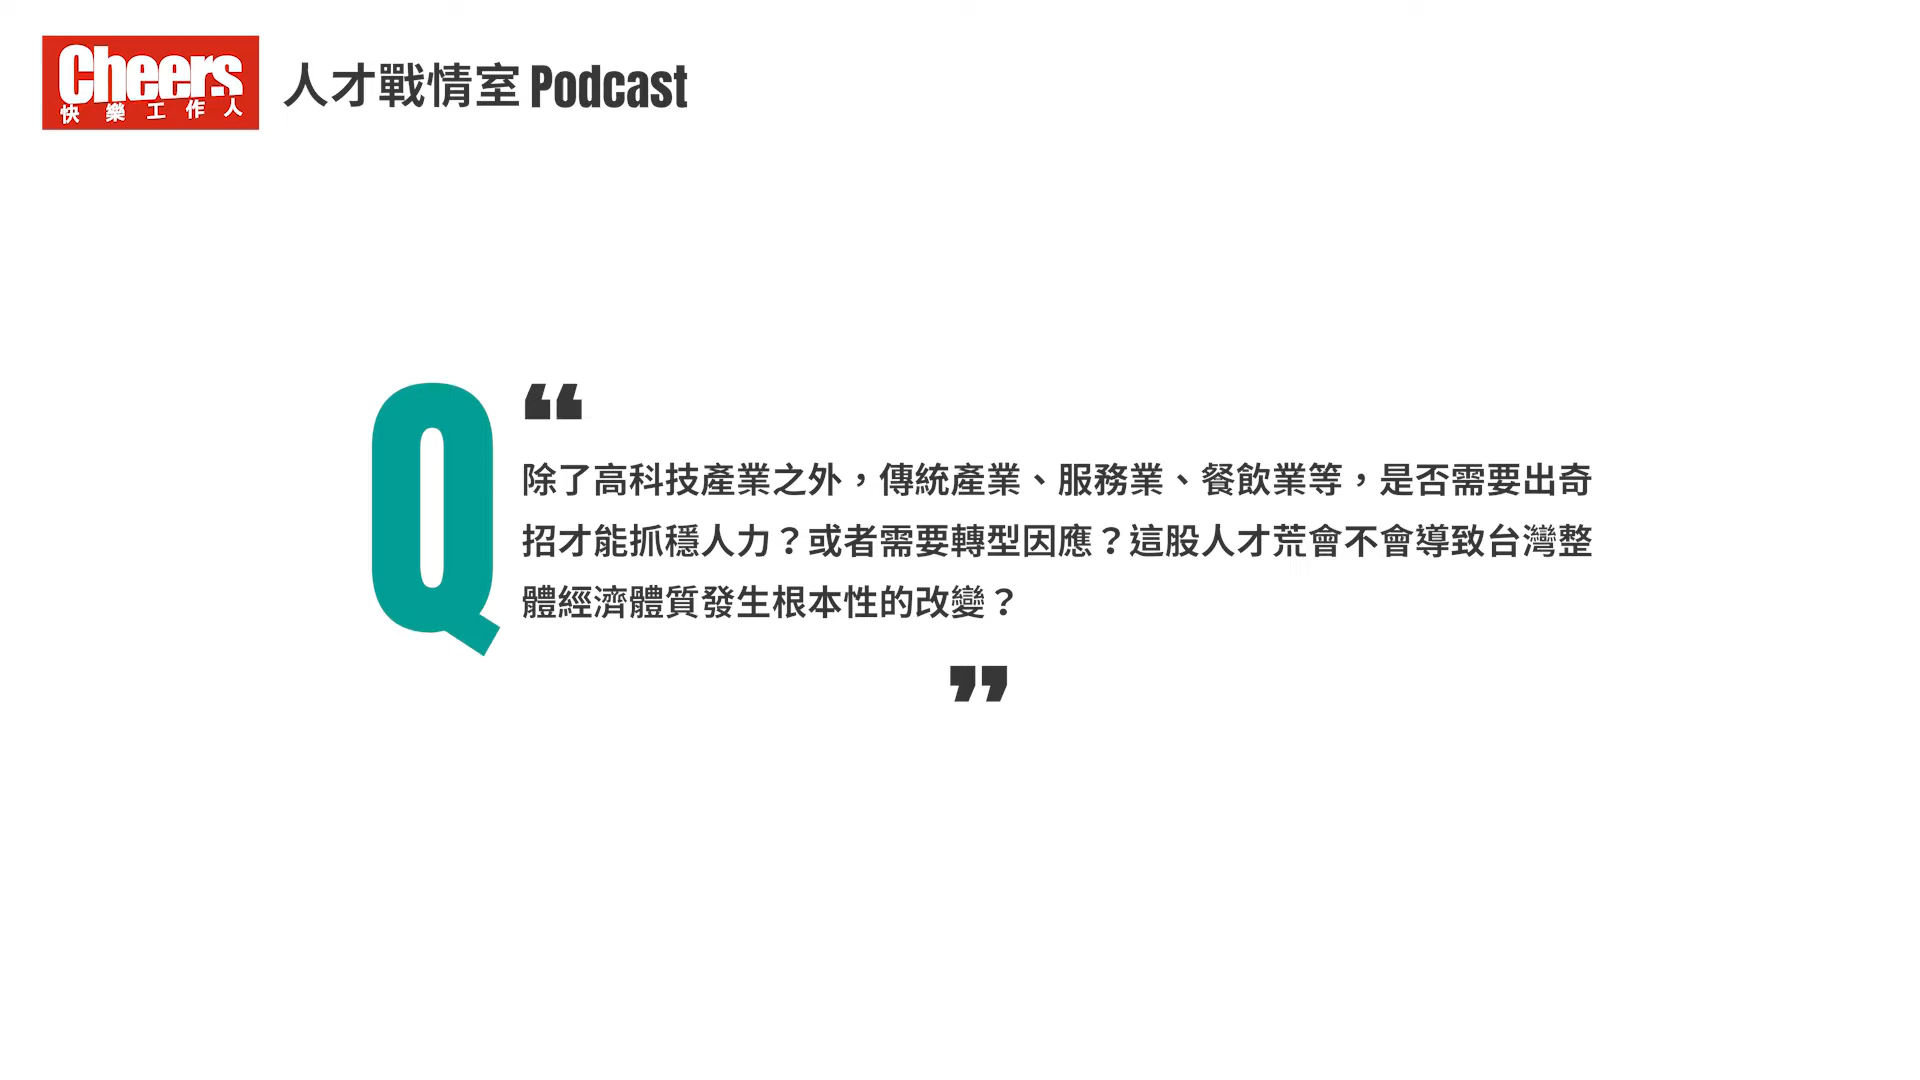 Cheers
快樂工作人
人才戰情室 Podcast
Q
“
除了高科技產業之外，傳統產業、服務業、餐飲業等，是否需要出奇
招才能抓穩人力？或者需要轉型因應？這股人才荒會不會導致台灣整
體經濟體質發生根本性的改變？
”